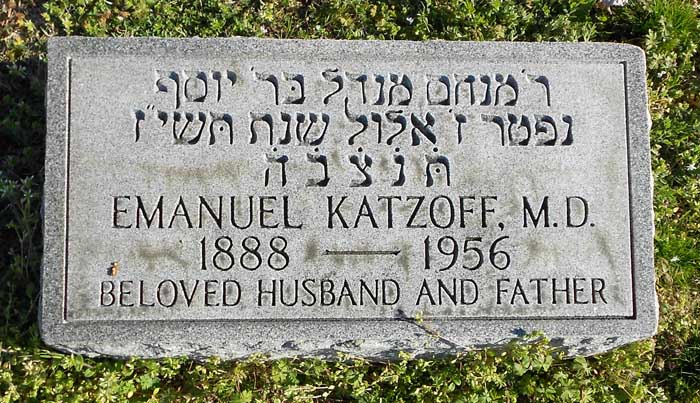 ר׳ מנחם מנדל בר׳ יוסף
נפטר ז׳ אלול שנת תשי״ז
ת׳נ׳צ׳ב׳ה׳
EMANUEL KATZOFF, M.D.
1888 — 1956
BELOVED HUSBAND AND FATHER